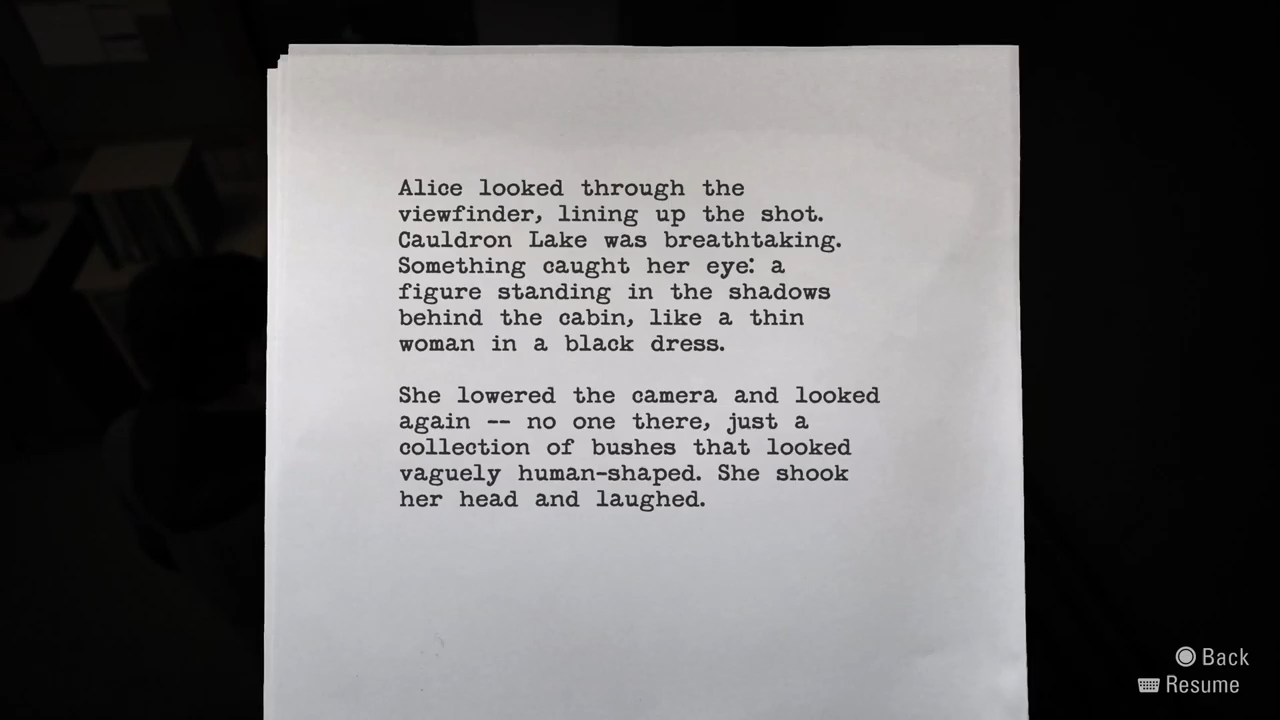 Alice looked through the
viewfinder, lining up the shot.
Cauldron Lake was breathtaking.
Something caught her eye: a
figure standing in the shadows
behind the cabin, like a thin
woman in a black dress.
She lowered the camera and looked
again -- no one there, just a
collection of bushes that looked
vaguely human-shaped. She shook
her head and laughed.
Back
Resume